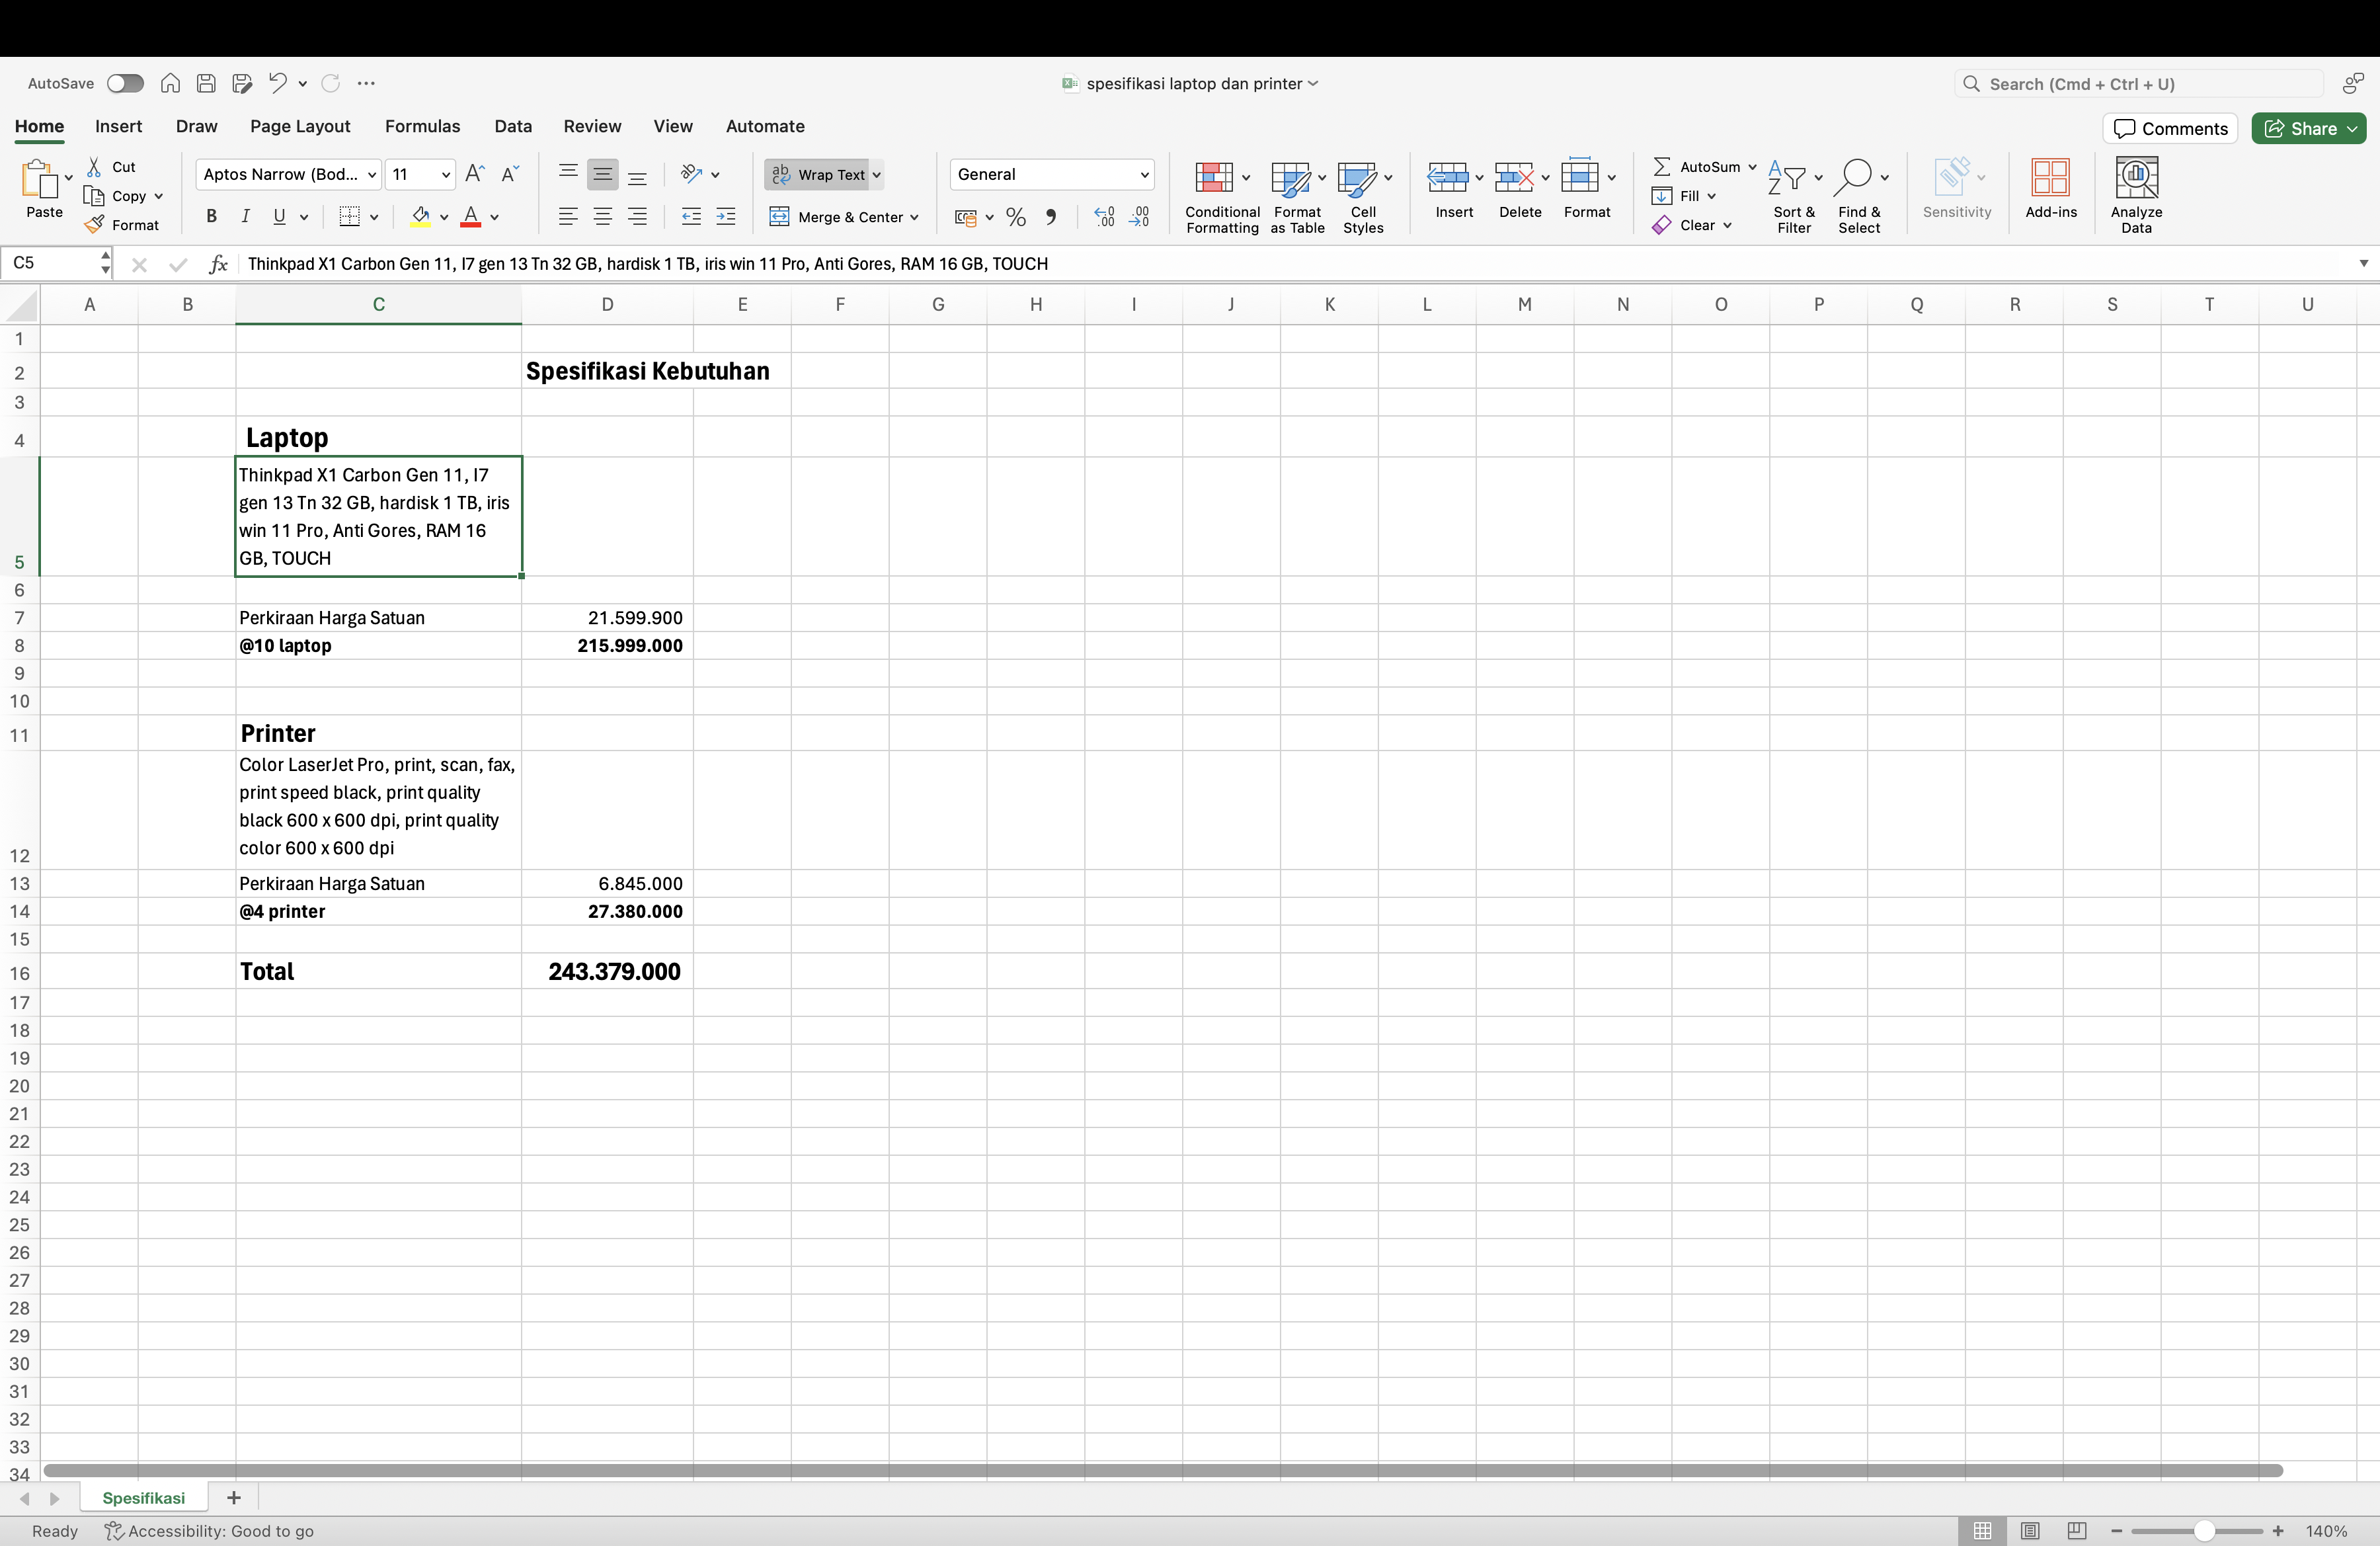 AutoSave
spesifikasi laptop dan printer
Search (Cmd + Ctrl + U)
Home Insert Draw Page Layout Formulas Data Review View Automate
Comments Share
Paste
Cut
Copy
Format
Aptos Narrow (Bod... 11
B I U
Wrap Text
Merge & Center
General
Conditional Formatting
Format as Table
Cell Styles
Insert Delete Format
AutoSum
Fill
Clear
Sort & Filter
Find & Select
Sensitivity
Add-ins
Analyze Data
C5 fx Thinkpad X1 Carbon Gen 11, I7 gen 13 Tn 32 GB, hardisk 1 TB, iris win 11 Pro, Anti Gores, RAM 16 GB, TOUCH
A B C D E F G H I J K L M N O P Q R S T U
1
2 Spesifikasi Kebutuhan
3
4 Laptop
Thinkpad X1 Carbon Gen 11, I7
gen 13 Tn 32 GB, hardisk 1 TB, iris
win 11 Pro, Anti Gores, RAM 16
5 GB, TOUCH
6
7 Perkiraan Harga Satuan 21.599.900
8 @10 laptop 215.999.000
9
10
11 Printer
Color LaserJet Pro, print, scan, fax,
print speed black, print quality
black 600 x 600 dpi, print quality
12 color 600 x 600 dpi
13 Perkiraan Harga Satuan 6.845.000
14 @4 printer 27.380.000
15
16 Total 243.379.000
17
18
19
20
21
22
23
24
25
26
27
28
29
30
31
32
33
34
Spesifikasi
Ready Accessibility: Good to go 140%